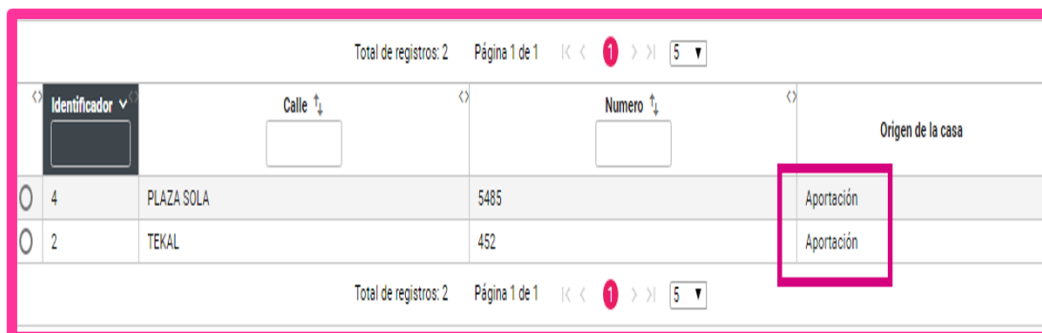 Total de registros: 2 Página 1 de 1 1 5
Identificador Calle Numero Origen de la casa
4 PLAZA SOLA 5485 Aportación
2 TEKAL 452 Aportación
Total de registros: 2 Página 1 de 1 1 5